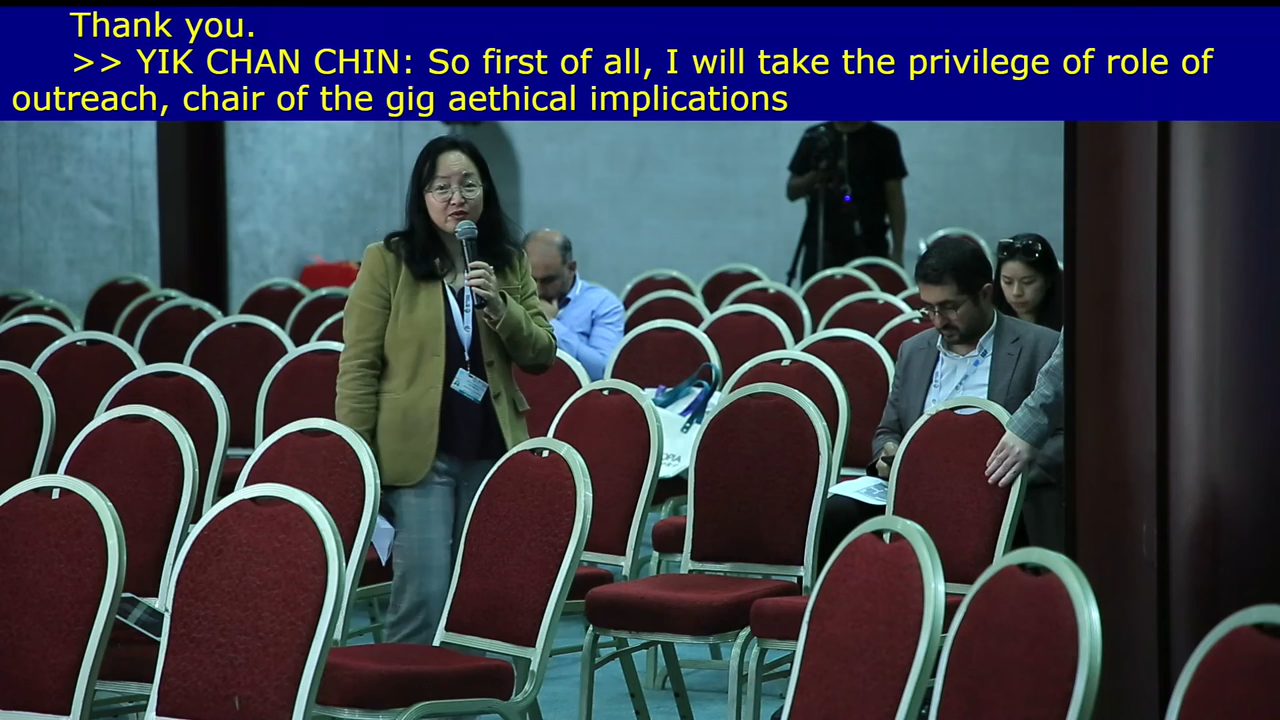 Thank you.
>> YIK CHAN CHIN: So first of all, I will take the privilege of role of
outreach, chair of the gig aethical implications